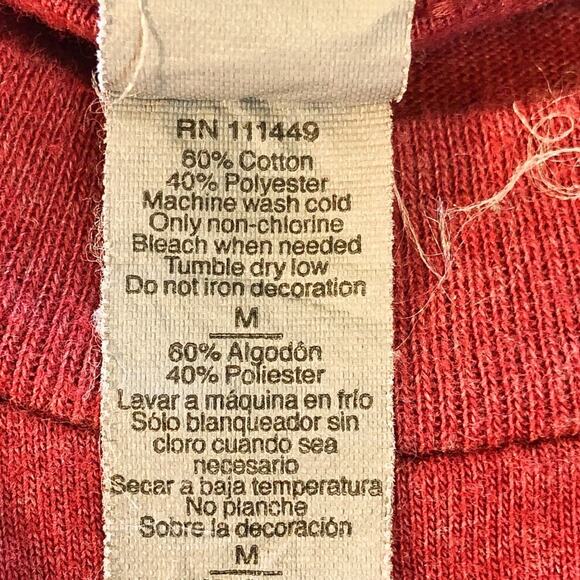 RN 111449
60% Cotton
40% Polyester
Machine wash cold
Only non-chlorine
Bleach when needed
Tumble dry low
Do not iron decoration
M
60% Algodón
40% Poliester
Lavar a máquina en frío
Sólo blanqueador sin
cloro cuando sea
necesario
Secar a baja temperatura
No planche
Sobre la decoración
M